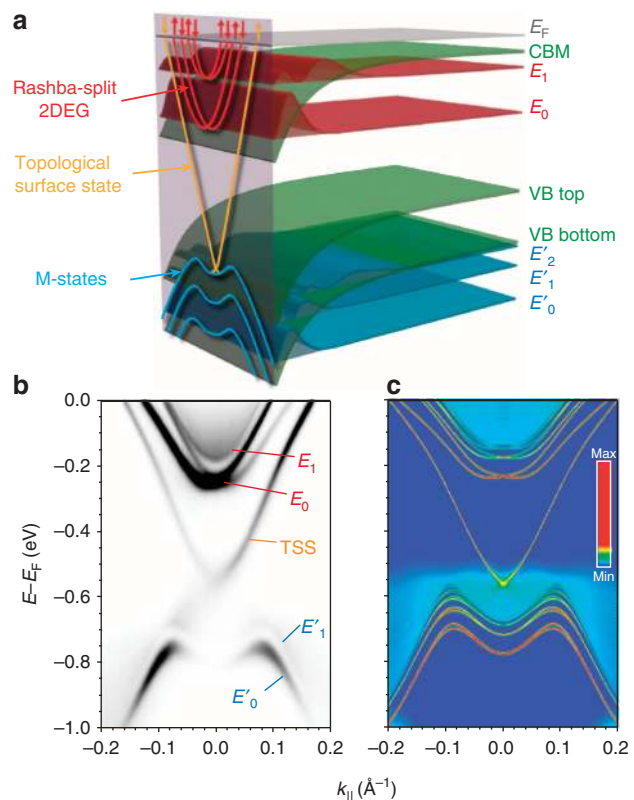 a
E_F
CBM
E_1
E_0
Rashba-split
2DEG
Topological
surface state
VB top
VB bottom
E′_2
M-states
E′_1
E′_0
b
c
0.0
−0.2
−0.4
−0.6
−0.8
−1.0
E–E_F (eV)
E_1
E_0
TSS
E′_1
E′_0
Max
Min
−0.2 −0.1 0.0 0.1 0.2
−0.2 −0.1 0.0 0.1 0.2
k_|| (Å⁻¹)